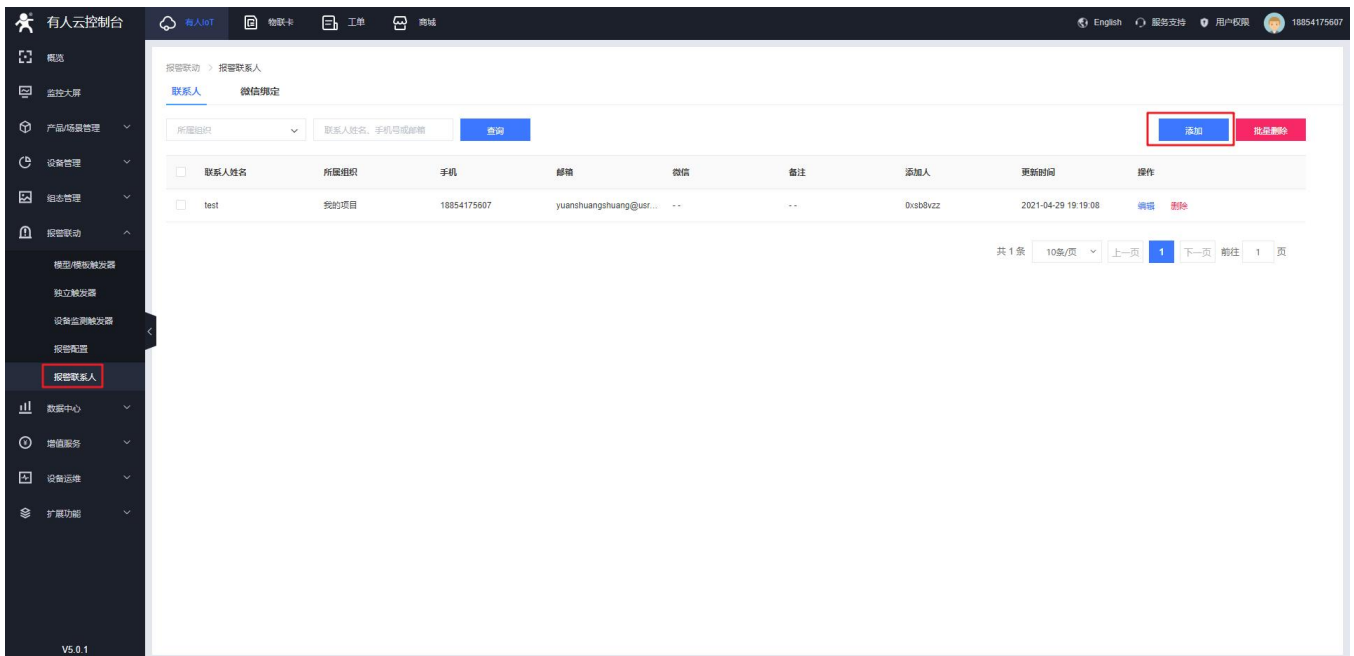 有人云控制台 有人IoT 物联卡 工单 商城 English 服务支持 用户权限 18854175607
概览
监控大屏
产品/场景管理
设备管理
组态管理
报警联动
模型/模板触发器
独立触发器
设备监测触发器
报警配置
报警联系人
数据中心
增值服务
设备运维
扩展功能
V5.0.1
报警联动 > 报警联系人
联系人 微信绑定
所属组织 联系人姓名、手机号或邮箱 查询 添加 批量删除
联系人姓名 所属组织 手机 邮箱 微信 备注 添加人 更新时间 操作
test 我的项目 18854175607 yuanshuangshuang@usr... -- -- 0xsb8vzz 2021-04-29 19:19:08 编辑 删除
共 1 条 10条/页 上一页 1 下一页 前往 1 页